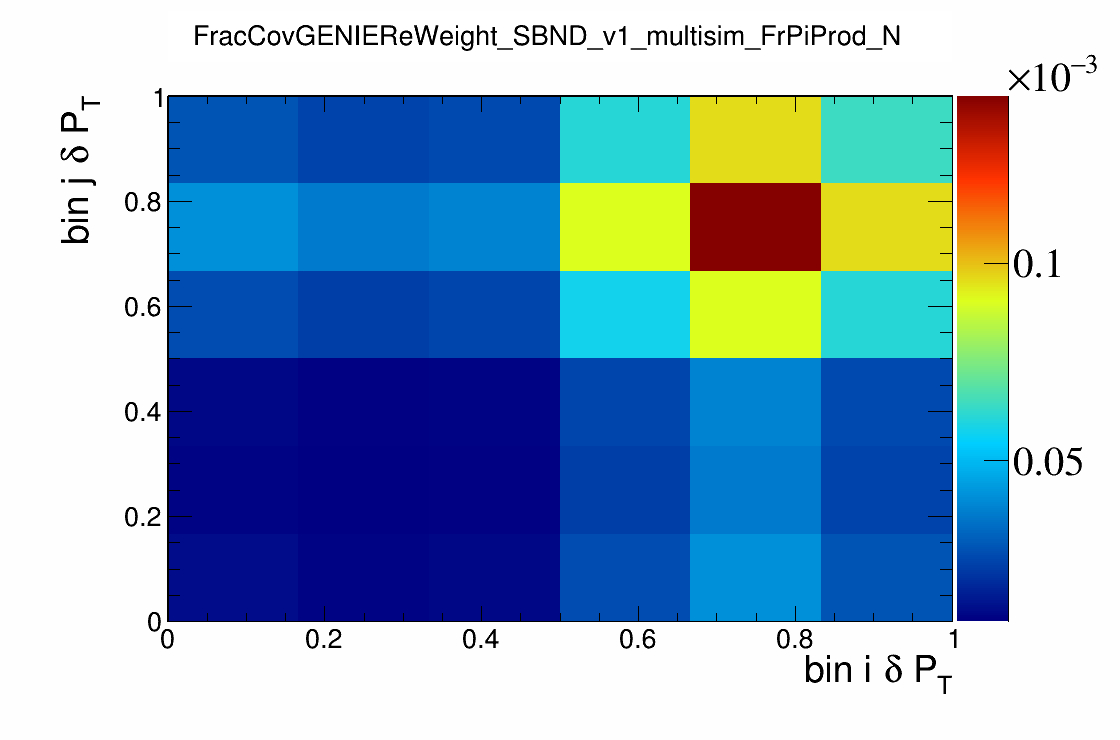 FracCovGENIEReWeight_SBND_v1_multisim_FrPiProd_N
×10⁻³
bin j δ P_T
1
0.8
0.6
0.4
0.2
0
0 0.2 0.4 0.6 0.8 1
bin i δ P_T
0.1
0.05